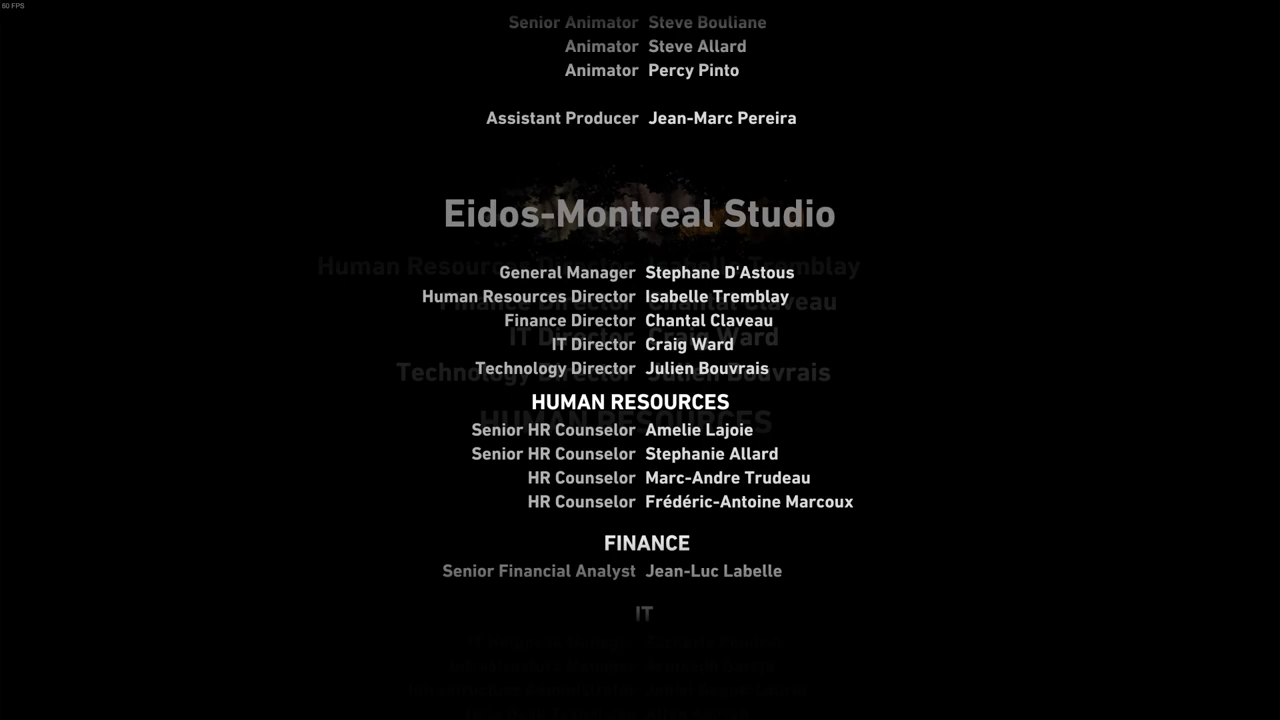 60 FPS
Senior Animator Steve Bouliane
Animator Steve Allard
Animator Percy Pinto
Assistant Producer Jean-Marc Pereira
Eidos-Montreal Studio
General Manager Stephane D'Astous
Human Resources Director Isabelle Tremblay
Finance Director Chantal Claveau
IT Director Craig Ward
Technology Director Julien Bouvrais
HUMAN RESOURCES
Senior HR Counselor Amelie Lajoie
Senior HR Counselor Stephanie Allard
HR Counselor Marc-Andre Trudeau
HR Counselor Frédéric-Antoine Marcoux
FINANCE
Senior Financial Analyst Jean-Luc Labelle
IT